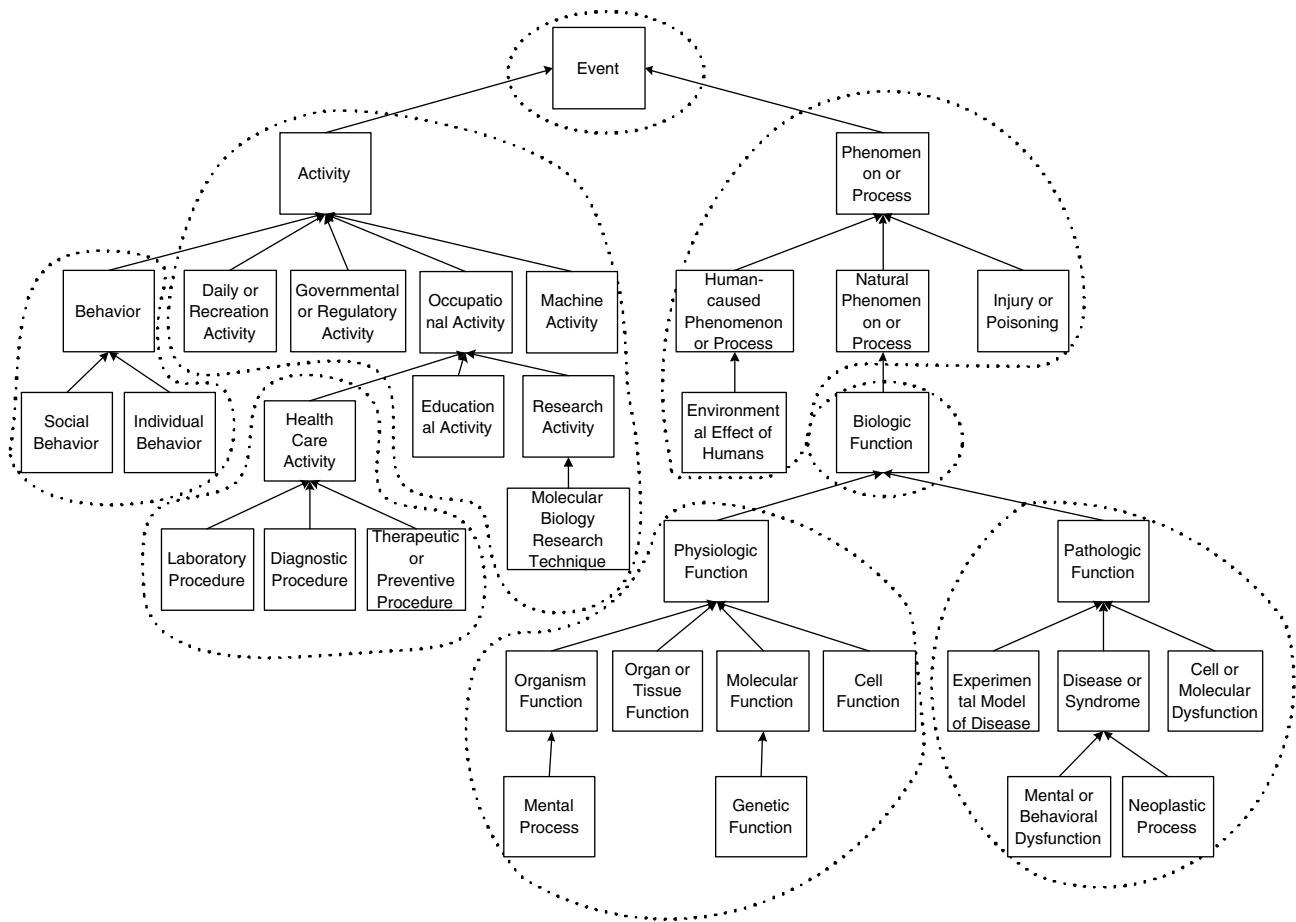 Event
Activity
Phenomen
on or
Process
Behavior
Daily or
Recreation
Activity
Governmental
or Regulatory
Activity
Occupatio
nal Activity
Machine
Activity
Human-
caused
Phenomenon
or Process
Natural
Phenomen
on or
Process
Injury or
Poisoning
Social
Behavior
Individual
Behavior
Health
Care
Activity
Education
al Activity
Research
Activity
Environment
al Effect of
Humans
Biologic
Function
Laboratory
Procedure
Diagnostic
Procedure
Therapeutic
or
Preventive
Procedure
Molecular
Biology
Research
Technique
Physiologic
Function
Pathologic
Function
Organism
Function
Organ or
Tissue
Function
Molecular
Function
Cell
Function
Experimen
tal Model
of Disease
Disease or
Syndrome
Cell or
Molecular
Dysfunction
Mental
Process
Genetic
Function
Mental or
Behavioral
Dysfunction
Neoplastic
Process